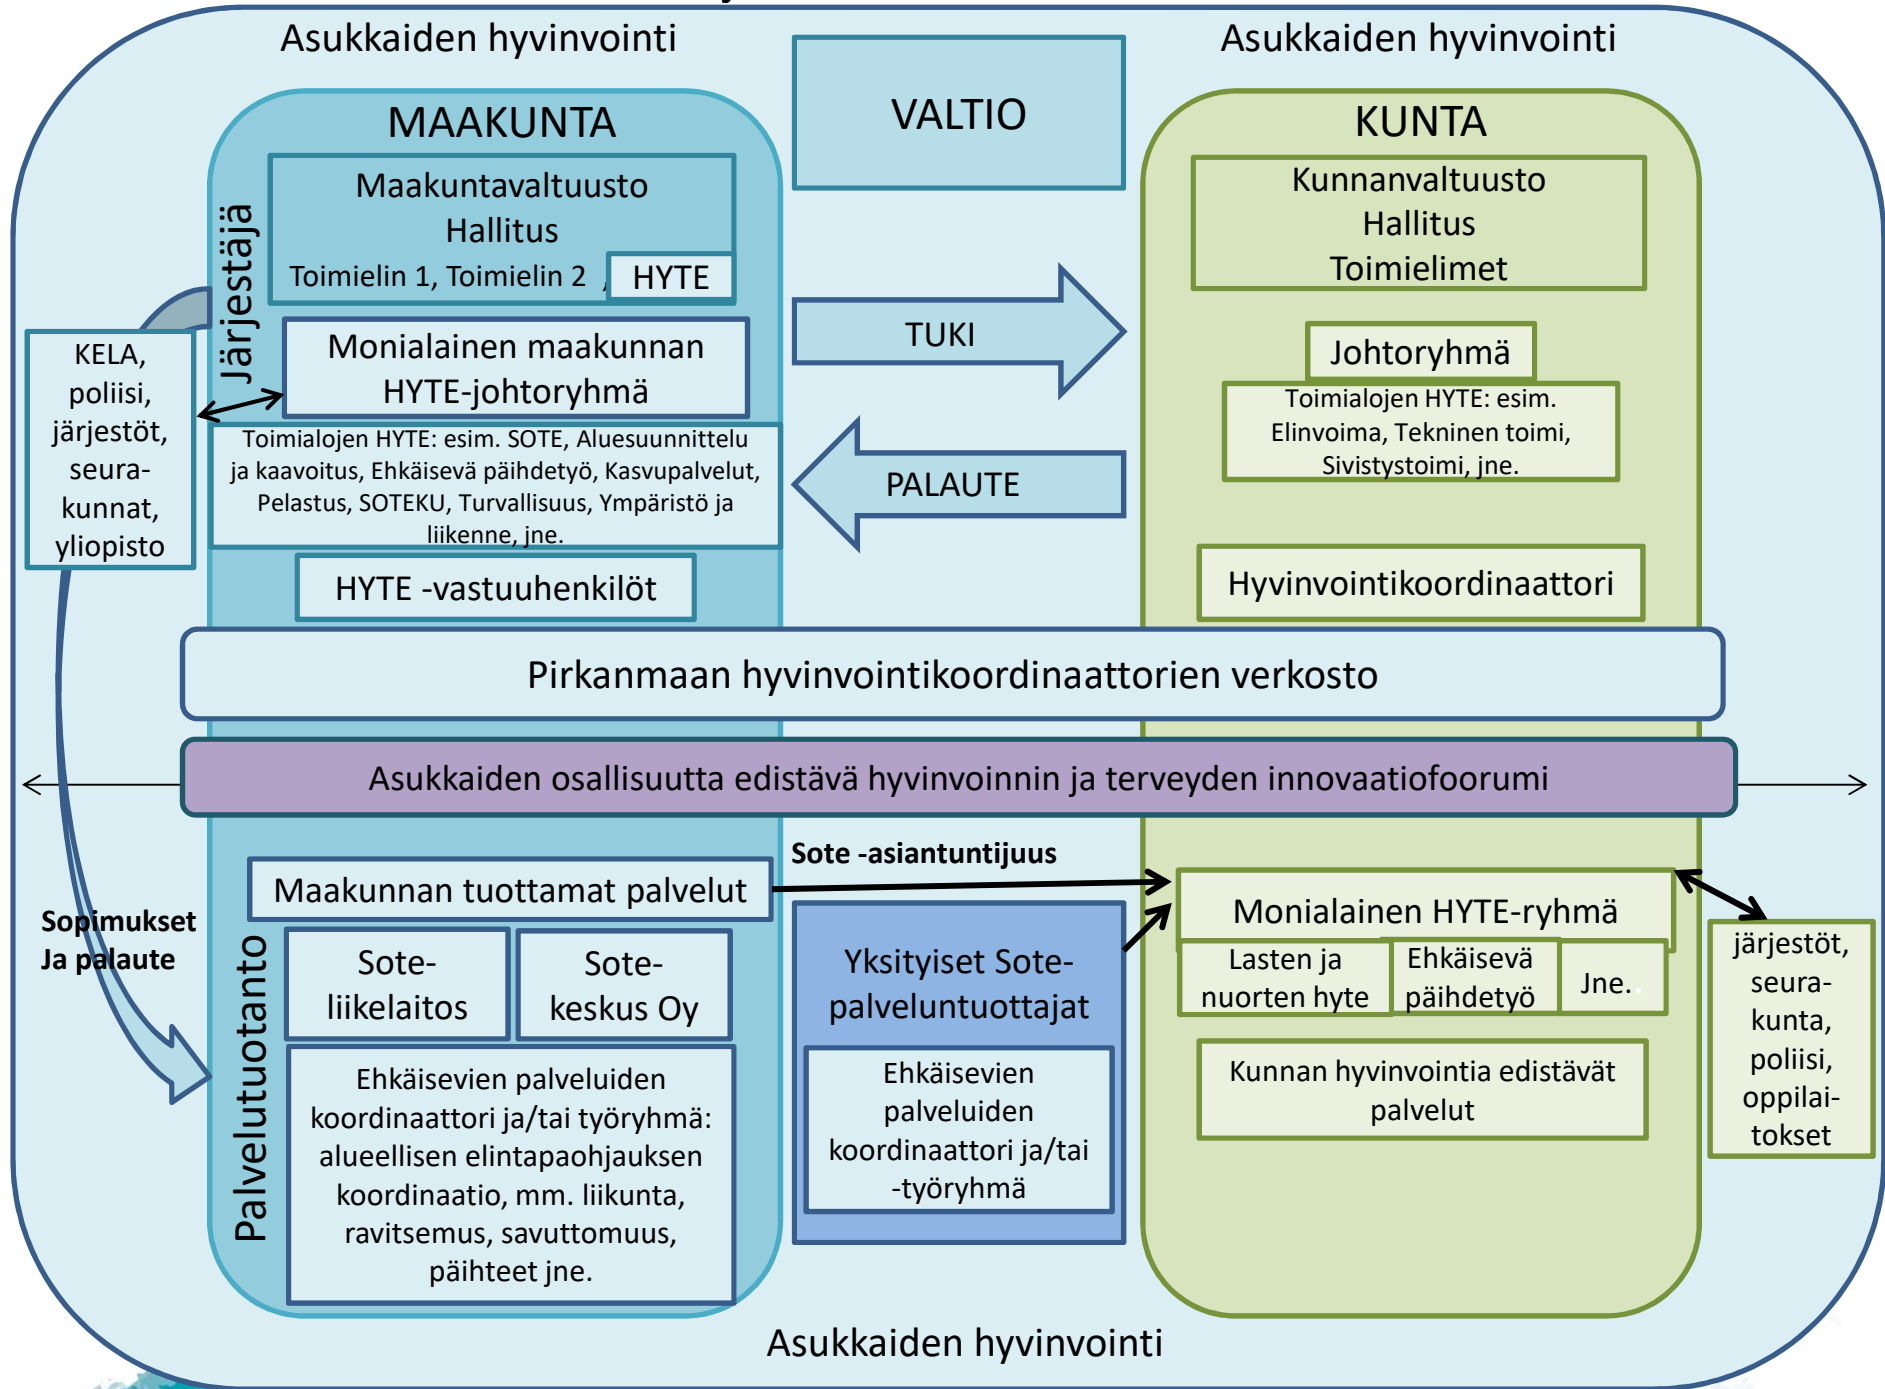 Asukkaiden hyvinvointi
Asukkaiden hyvinvointi
VALTIO
MAAKUNTA
Järjestäjä
Maakuntavaltuusto
Hallitus
Toimielin 1, Toimielin 2 ,
HYTE
Monialainen maakunnan
HYTE-johtoryhmä
Toimialojen HYTE: esim. SOTE, Aluesuunnittelu
ja kaavoitus, Ehkäisevä päihdetyö, Kasvupalvelut,
Pelastus, SOTEKU, Turvallisuus, Ympäristö ja
liikenne, jne.
HYTE -vastuuhenkilöt
KELA,
poliisi,
järjestöt,
seura-
kunnat,
yliopisto
TUKI
PALAUTE
KUNTA
Kunnanvaltuusto
Hallitus
Toimielimet
Johtoryhmä
Toimialojen HYTE: esim.
Elinvoima, Tekninen toimi,
Sivistystoimi, jne.
Hyvinvointikoordinaattori
Pirkanmaan hyvinvointikoordinaattorien verkosto
Asukkaiden osallisuutta edistävä hyvinvoinnin ja terveyden innovaatiofoorumi
Sopimukset
Ja palaute
Palvelutuotanto
Maakunnan tuottamat palvelut
Sote-
liikelaitos
Sote-
keskus Oy
Ehkäisevien palveluiden
koordinaattori ja/tai työryhmä:
alueellisen elintapaohjauksen
koordinaatio, mm. liikunta,
ravitsemus, savuttomuus,
päihteet jne.
Sote -asiantuntijuus
Yksityiset Sote-
palveluntuottajat
Ehkäisevien
palveluiden
koordinaattori ja/tai
-työryhmä
Monialainen HYTE-ryhmä
Lasten ja
nuorten hyte
Ehkäisevä
päihdetyö
Jne..
Kunnan hyvinvointia edistävät
palvelut
järjestöt,
seura-
kunta,
poliisi,
oppilai-
tokset
Asukkaiden hyvinvointi